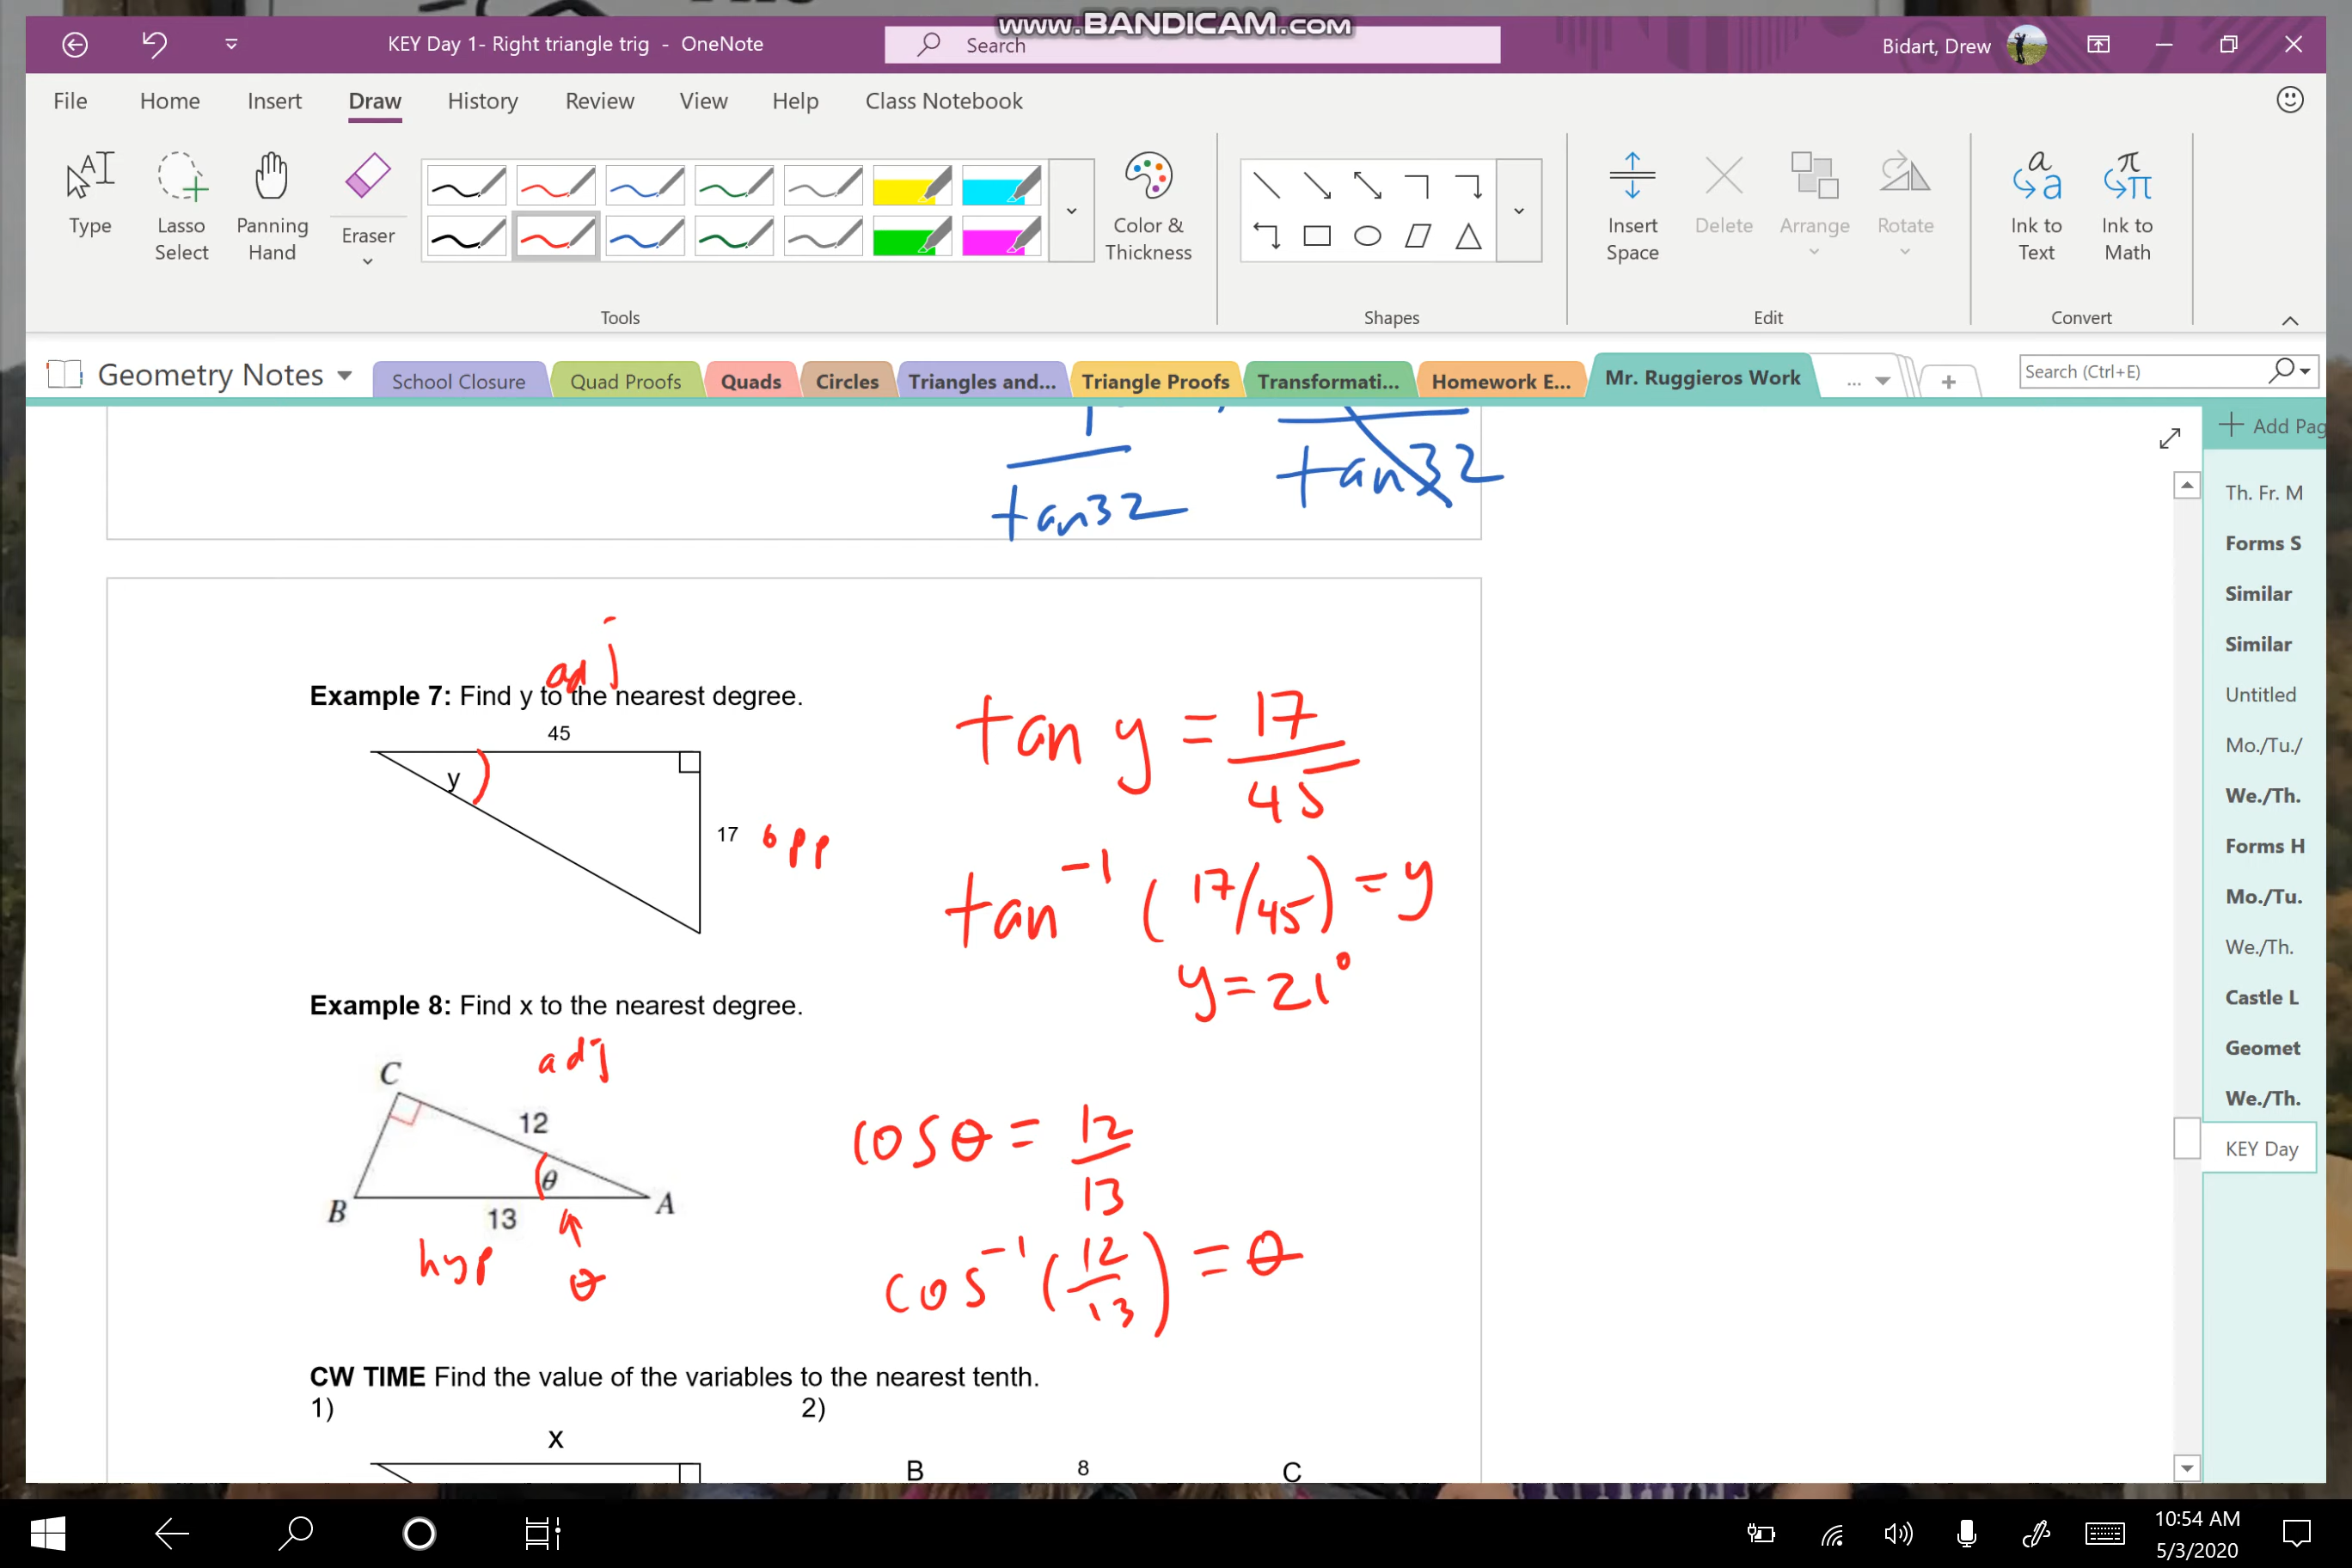 www.BANDICAM.com
KEY Day 1- Right triangle trig - OneNote
Search
Bidart, Drew
File Home Insert Draw History Review View Help Class Notebook
Type
Lasso Select
Panning Hand
Eraser
Color & Thickness
Insert Space
Delete
Arrange
Rotate
Ink to Text
Ink to Math
Tools Shapes Edit Convert
Geometry Notes
School Closure Quad Proofs Quads Circles Triangles and... Triangle Proofs Transformati... Homework E... Mr. Ruggieros Work ...
Search (Ctrl+E)
Add Pag
Th. Fr. M
Forms S
Similar
Similar
Untitled
Mo./Tu./
We./Th.
Forms H
Mo./Tu.
We./Th.
Castle L
Geomet
We./Th.
KEY Day
tan32
tan32
adj
Example 7: Find y to the nearest degree.
45
y
17 opp
tan y = 17/45
tan⁻¹ (17/45) = y
y = 21°
Example 8: Find x to the nearest degree.
adj
C
12
θ
B
A
13
hyp
θ
cos θ = 12/13
cos⁻¹ (12/13) = θ
CW TIME Find the value of the variables to the nearest tenth.
1) 2)
x
B 8 C
10:54 AM
5/3/2020